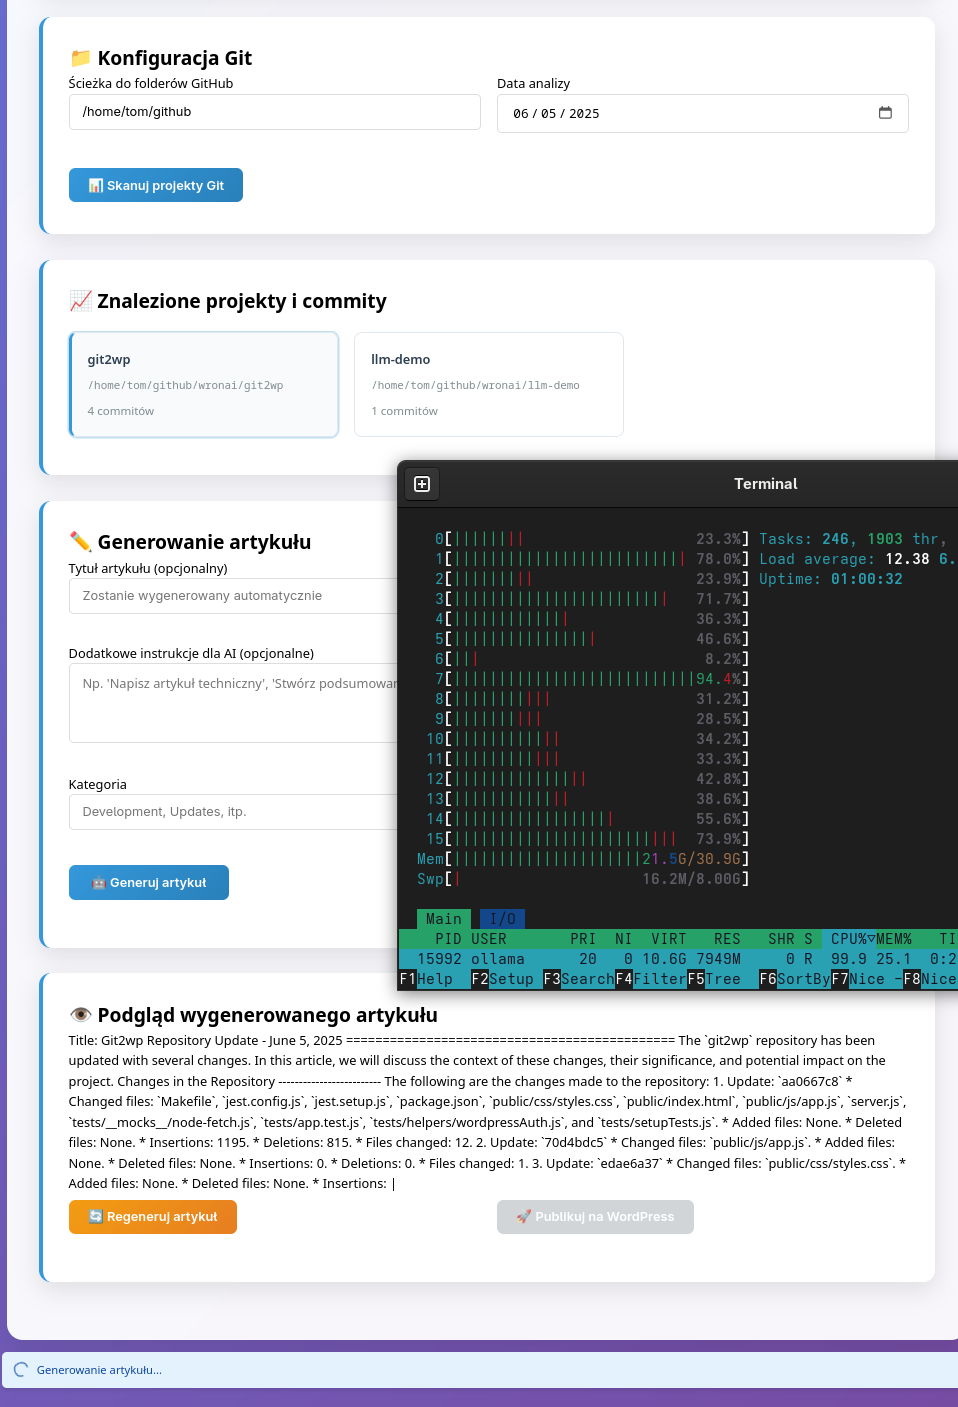 📁 Konfiguracja Git
Ścieżka do folderów GitHub
Data analizy
/home/tom/github
06 / 05 / 2025
📊 Skanuj projekty Git
📈 Znalezione projekty i commity
git2wp
/home/tom/github/wronai/git2wp
4 commitów
llm-demo
/home/tom/github/wronai/llm-demo
1 commitów
✏️ Generowanie artykułu
Tytuł artykułu (opcjonalny)
Zostanie wygenerowany automatycznie
Dodatkowe instrukcje dla AI (opcjonalne)
Np. 'Napisz artykuł techniczny', 'Stwórz podsumowan
Kategoria
Development, Updates, itp.
🤖 Generuj artykuł
Terminal
0[|||||||| 23.3%] Tasks: 246, 1903 thr,
1[|||||||||||||||||||||||||| 78.0%] Load average: 12.38 6.
2[||||||||| 23.9%] Uptime: 01:00:32
3[|||||||||||||||||||||||| 71.7%]
4[||||||||||||| 36.3%]
5[|||||||||||||||| 46.6%]
6[||| 8.2%]
7[|||||||||||||||||||||||||||94.4%]
8[||||||||||| 31.2%]
9[|||||||||| 28.5%]
10[|||||||||||| 34.2%]
11[|||||||||||| 33.3%]
12[||||||||||||||| 42.8%]
13[||||||||||||| 38.6%]
14[|||||||||||||||||| 55.6%]
15[||||||||||||||||||||||||| 73.9%]
Mem[|||||||||||||||||||||21.5G/30.9G]
Swp[| 16.2M/8.00G]
Main I/O
PID USER PRI NI VIRT RES SHR S CPU%▽MEM% TI
15992 ollama 20 0 10.6G 7949M 0 R 99.9 25.1 0:2
F1Help F2Setup F3SearchF4FilterF5Tree F6SortByF7Nice -F8Nice
👁️ Podgląd wygenerowanego artykułu
Title: Git2wp Repository Update - June 5, 2025 ============================================ The `git2wp` repository has been
updated with several changes. In this article, we will discuss the context of these changes, their significance, and potential impact on the
project. Changes in the Repository ------------------------- The following are the changes made to the repository: 1. Update: `aa0667c8` *
Changed files: `Makefile`, `jest.config.js`, `jest.setup.js`, `package.json`, `public/css/styles.css`, `public/index.html`, `public/js/app.js`, `server.js`,
`tests/__mocks__/node-fetch.js`, `tests/app.test.js`, `tests/helpers/wordpressAuth.js`, and `tests/setupTests.js`. * Added files: None. * Deleted
files: None. * Insertions: 1195. * Deletions: 815. * Files changed: 12. 2. Update: `70d4bdc5` * Changed files: `public/js/app.js`. * Added files:
None. * Deleted files: None. * Insertions: 0. * Deletions: 0. * Files changed: 1. 3. Update: `edae6a37` * Changed files: `public/css/styles.css`. *
Added files: None. * Deleted files: None. * Insertions: |
🔄 Regeneruj artykuł
🚀 Publikuj na WordPress
Generowanie artykułu...